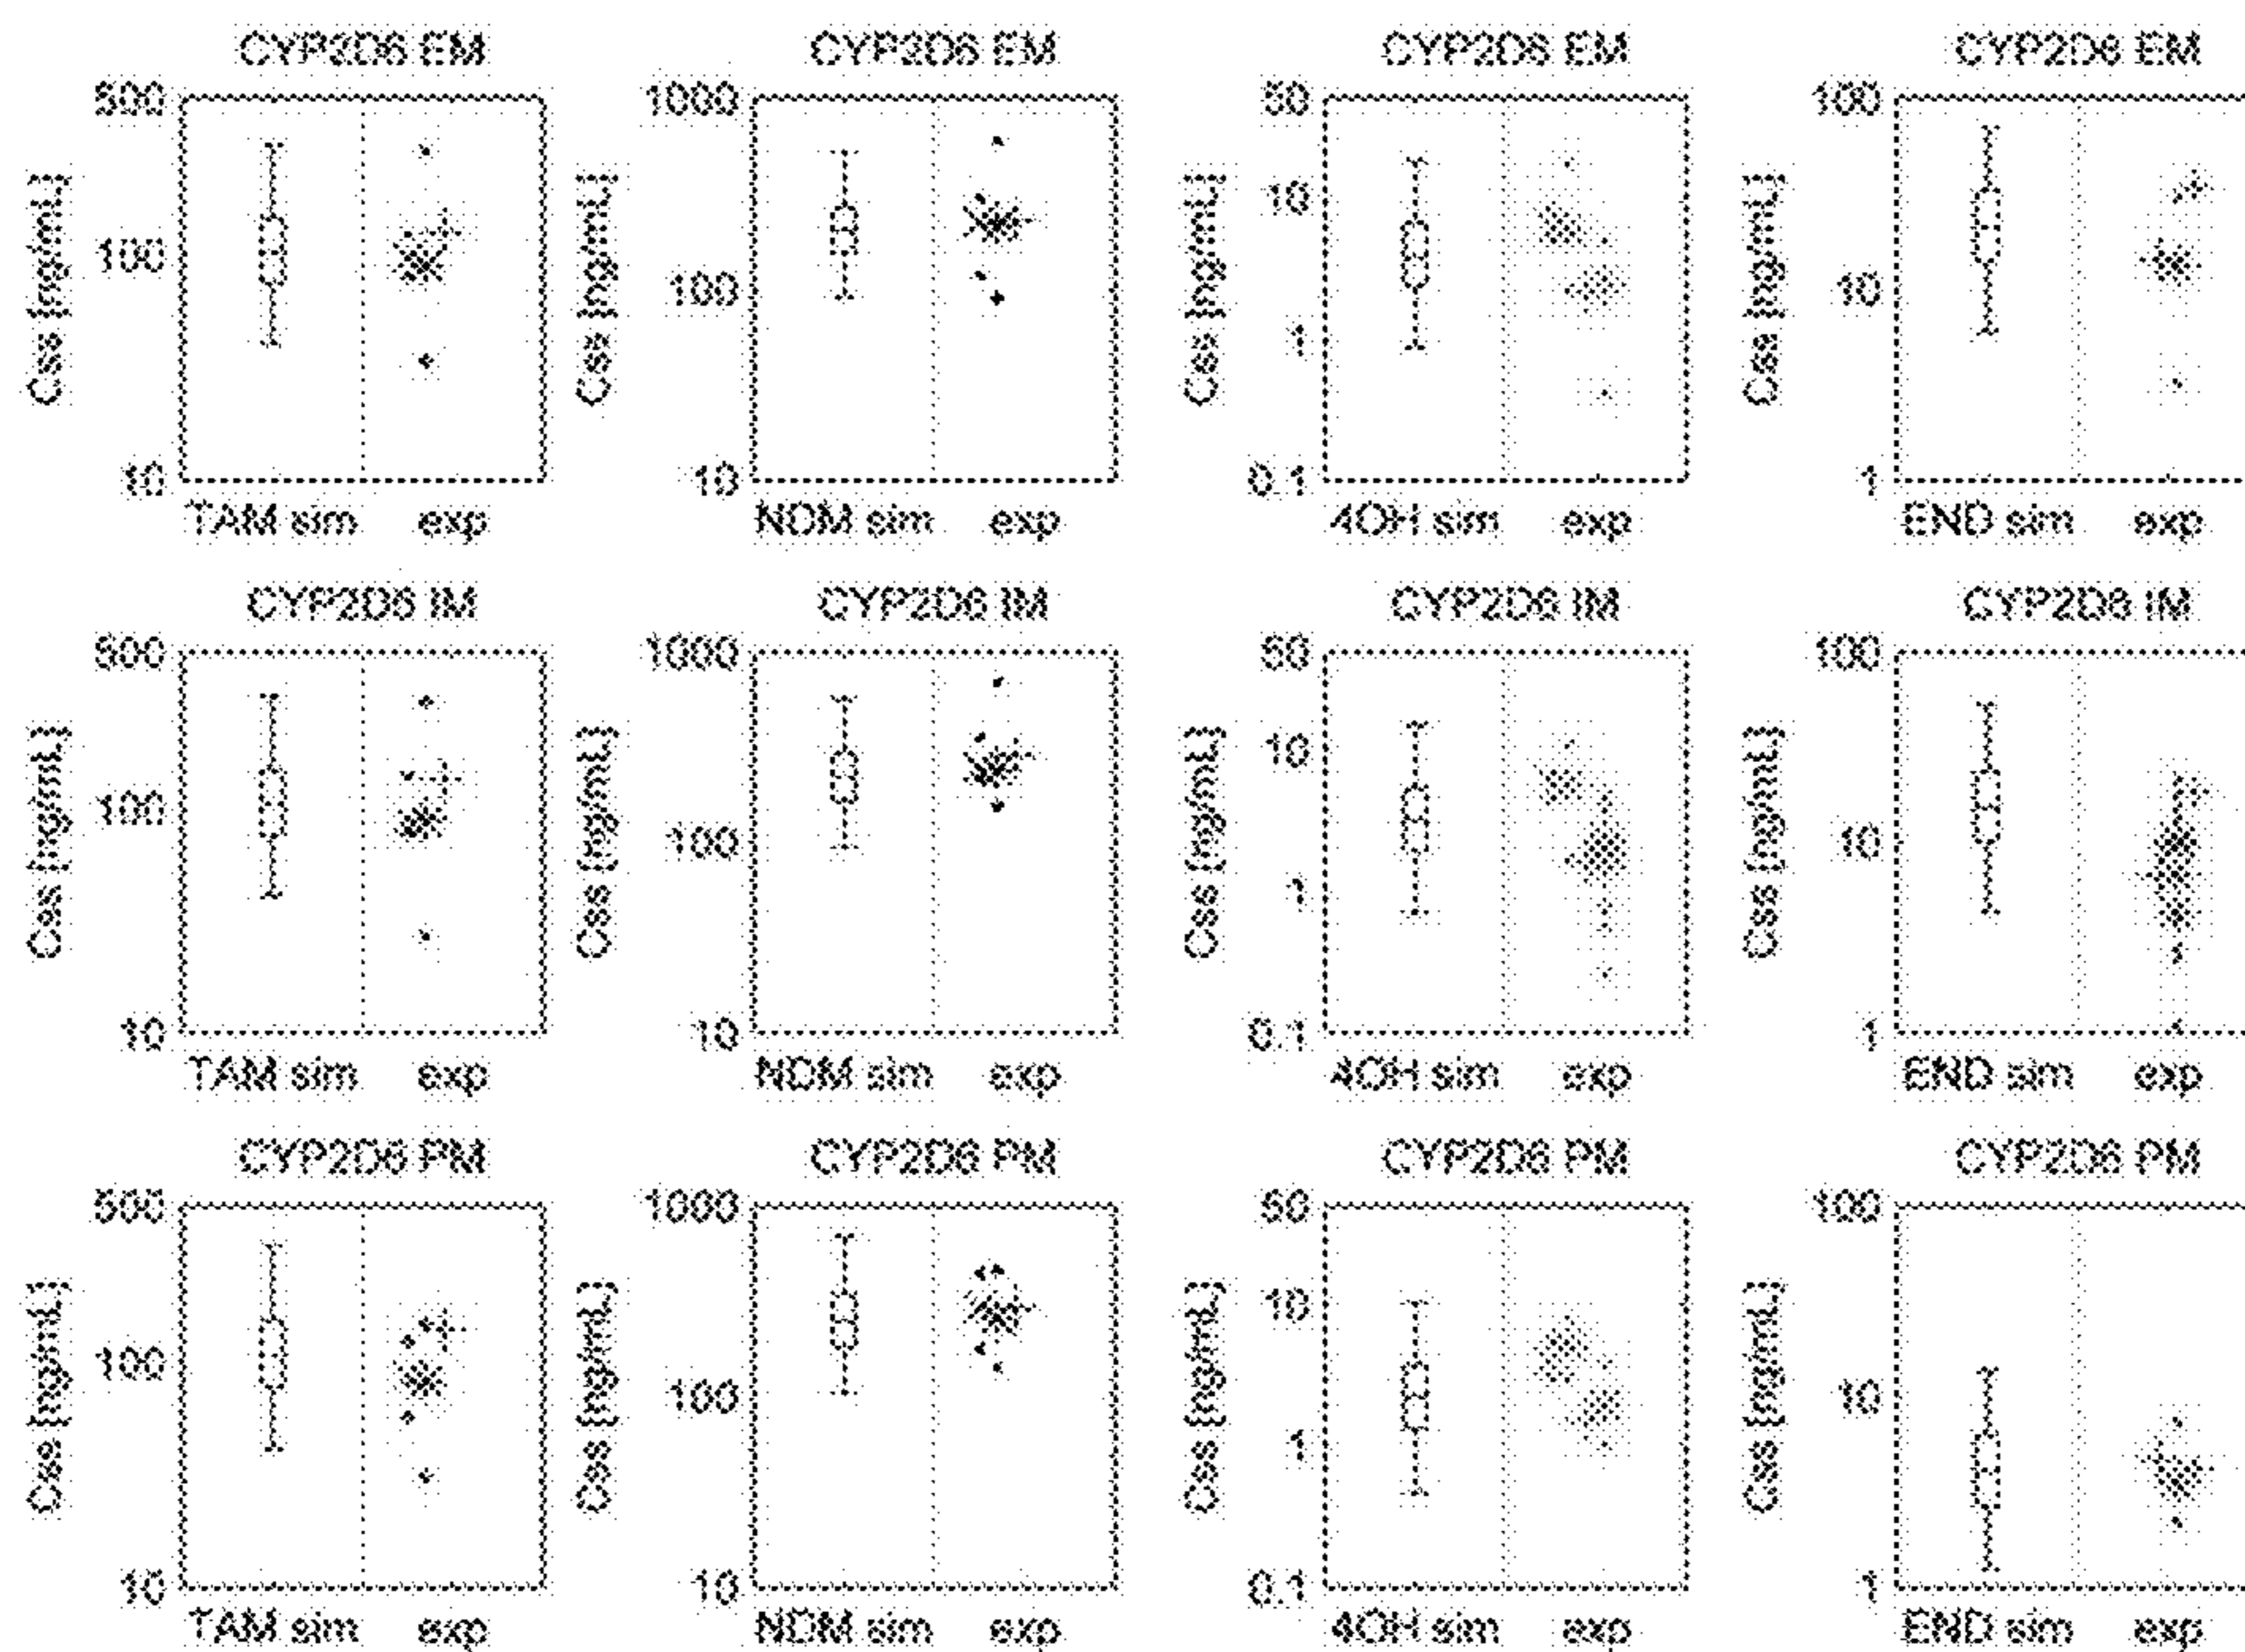 CYP2D6 EM CYP2D6 EM CYP2D6 EM CYP2D6 EM
500 1000 50 100
10
Css [ng/mL] Css [ng/mL] Css [ng/mL] Css [ng/mL]
100 100 10
1
10 10 0.1 1
TAM sim exp NDM sim exp 4OH sim exp END sim exp
CYP2D6 IM CYP2D6 IM CYP2D6 IM CYP2D6 IM
500 1000 50 100
10
Css [ng/mL] Css [ng/mL] Css [ng/mL] Css [ng/mL]
100 100 10
1
10 10 0.1 1
TAM sim exp NDM sim exp 4OH sim exp END sim exp
CYP2D6 PM CYP2D6 PM CYP2D6 PM CYP2D6 PM
500 1000 50 100
10
Css [ng/mL] Css [ng/mL] Css [ng/mL] Css [ng/mL]
100 100 10
1
10 10 0.1 1
TAM sim exp NDM sim exp 4OH sim exp END sim exp